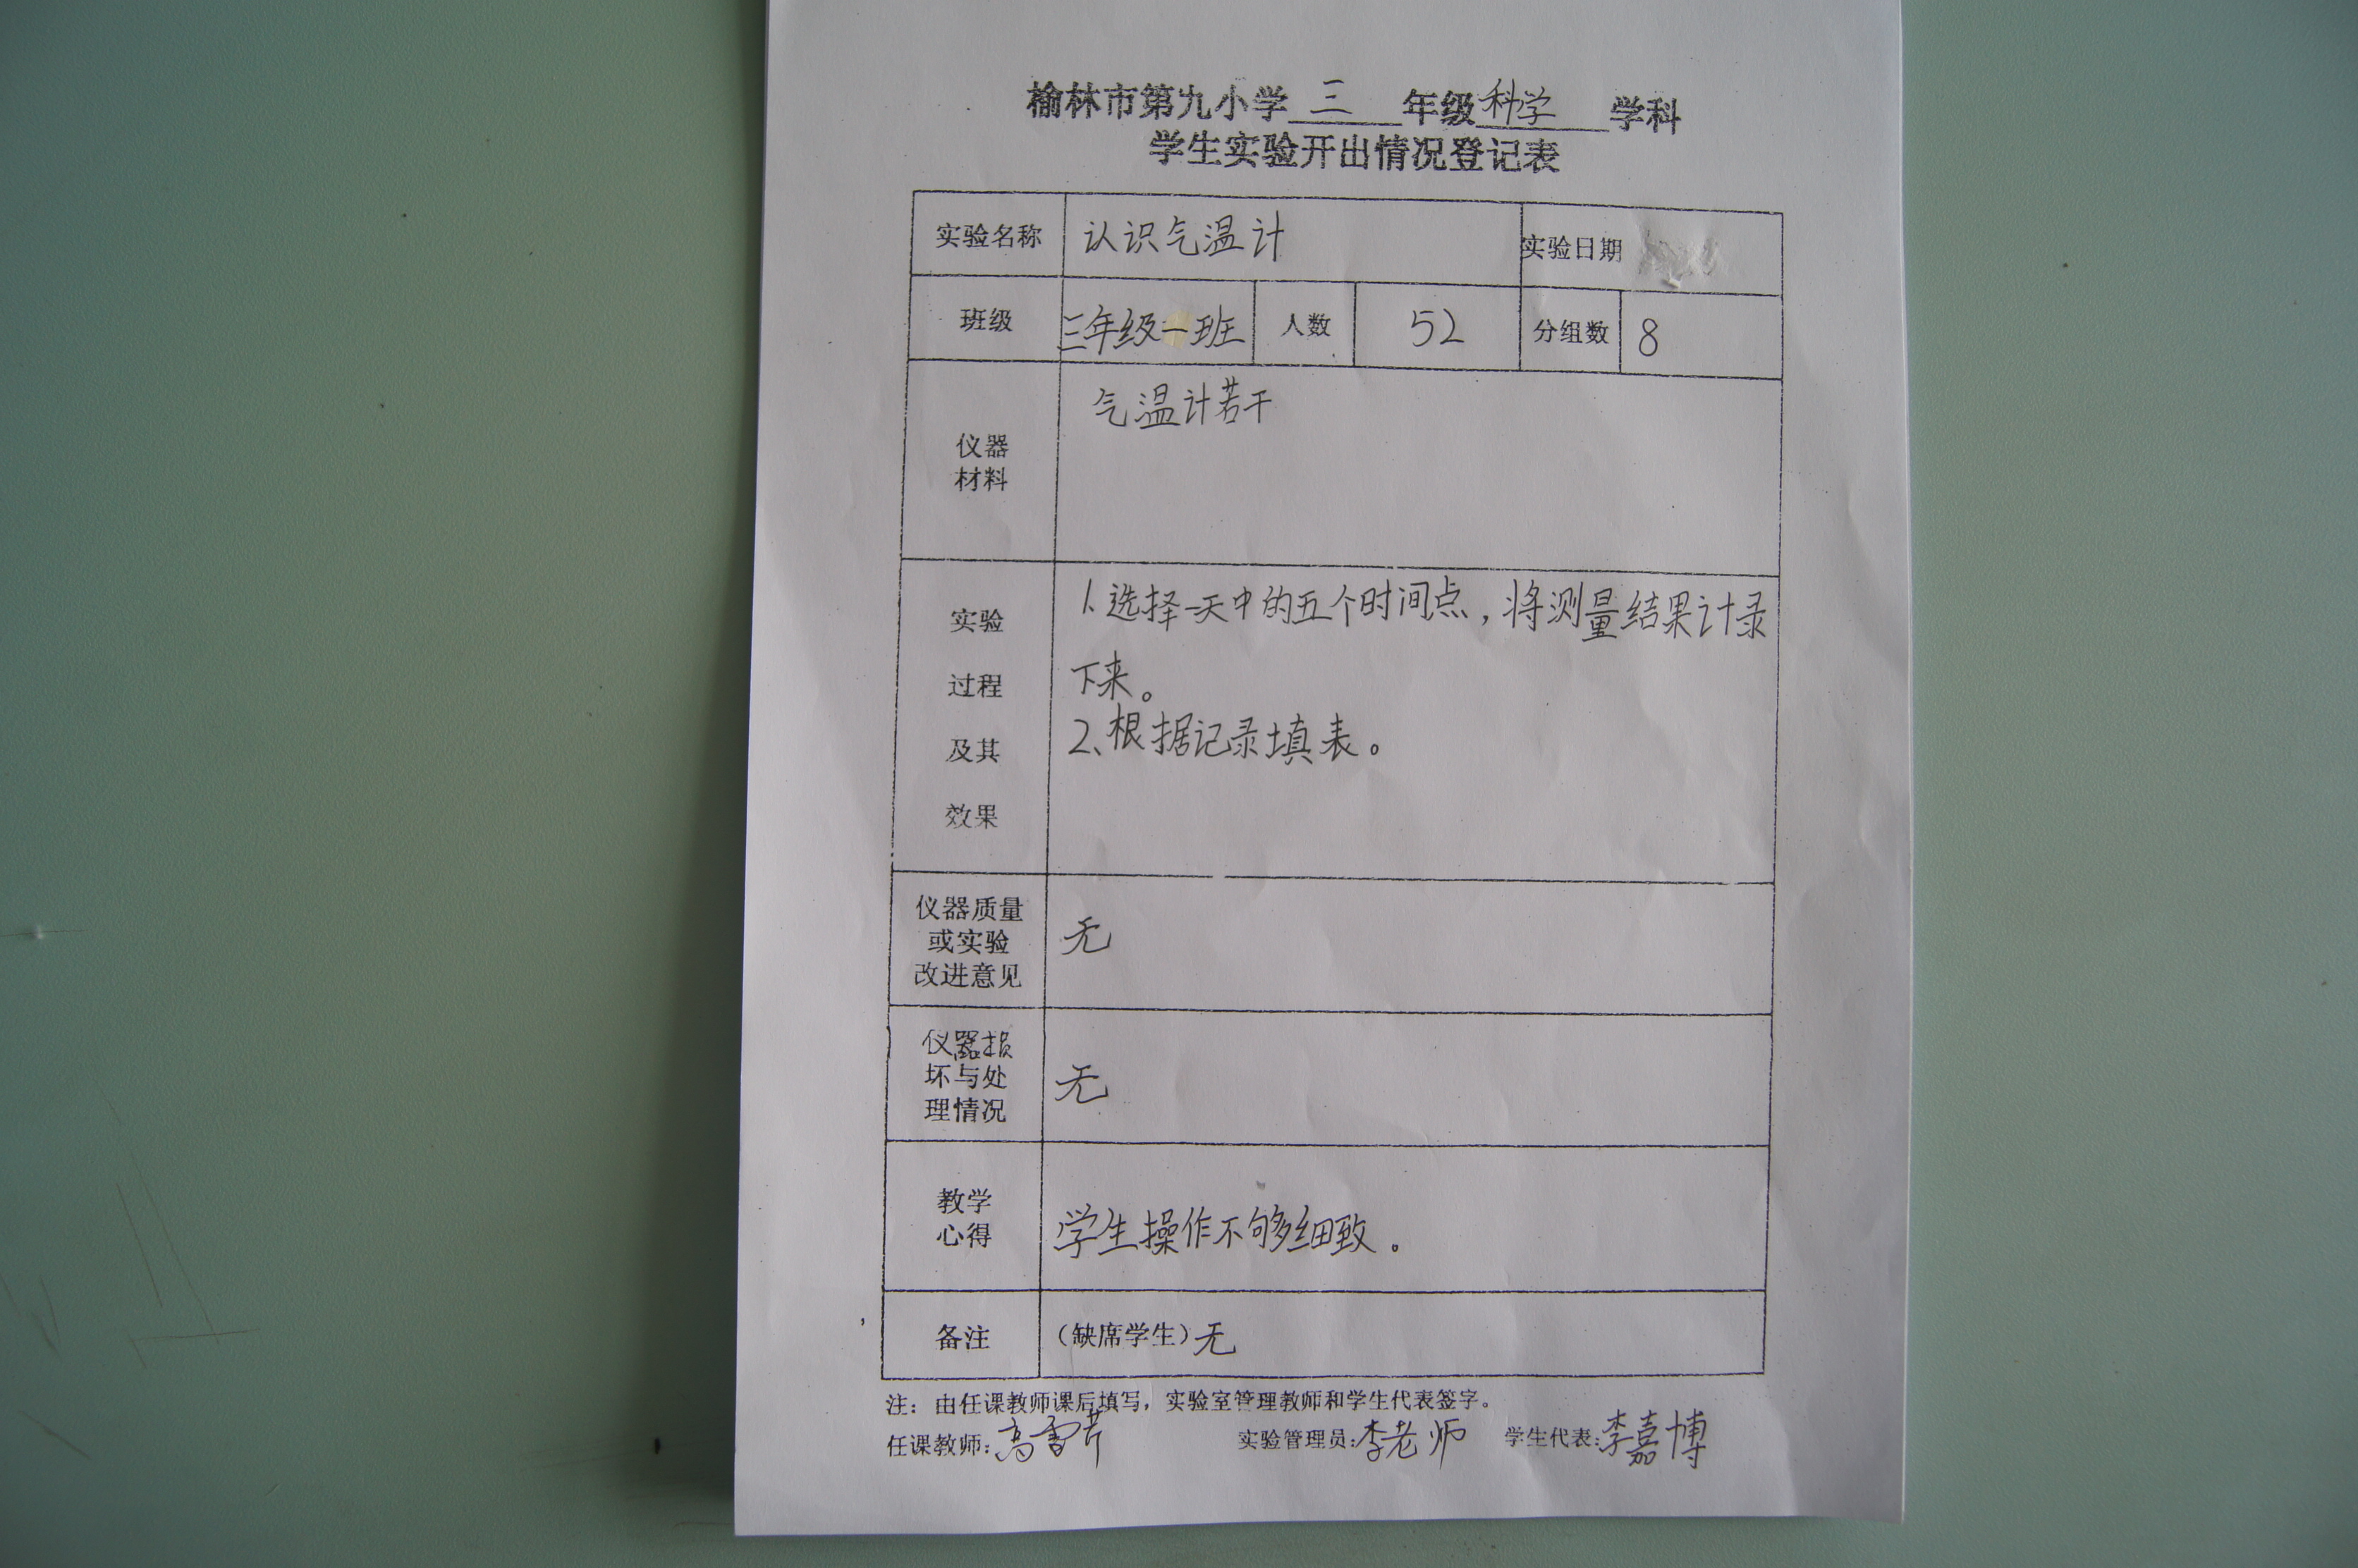 榆林市第九小学三年级科学学科
学生实验开出情况登记表
实验名称 认识气温计 实验日期
班级 三年级一班 人数 52 分组数 8
仪器
材料
气温计若干
实验
过程
及其
效果
1.选择一天中的五个时间点,将测量结果计录
下来。
2、根据记录填表。
仪器质量
或实验
改进意见
无
仪器损
坏与处
理情况
无
教学
心得
学生操作不够细致。
备注 (缺席学生)无
注:由任课教师课后填写,实验室管理教师和学生代表签字。
任课教师:高雪芹 实验管理员:李老师 学生代表:李嘉博